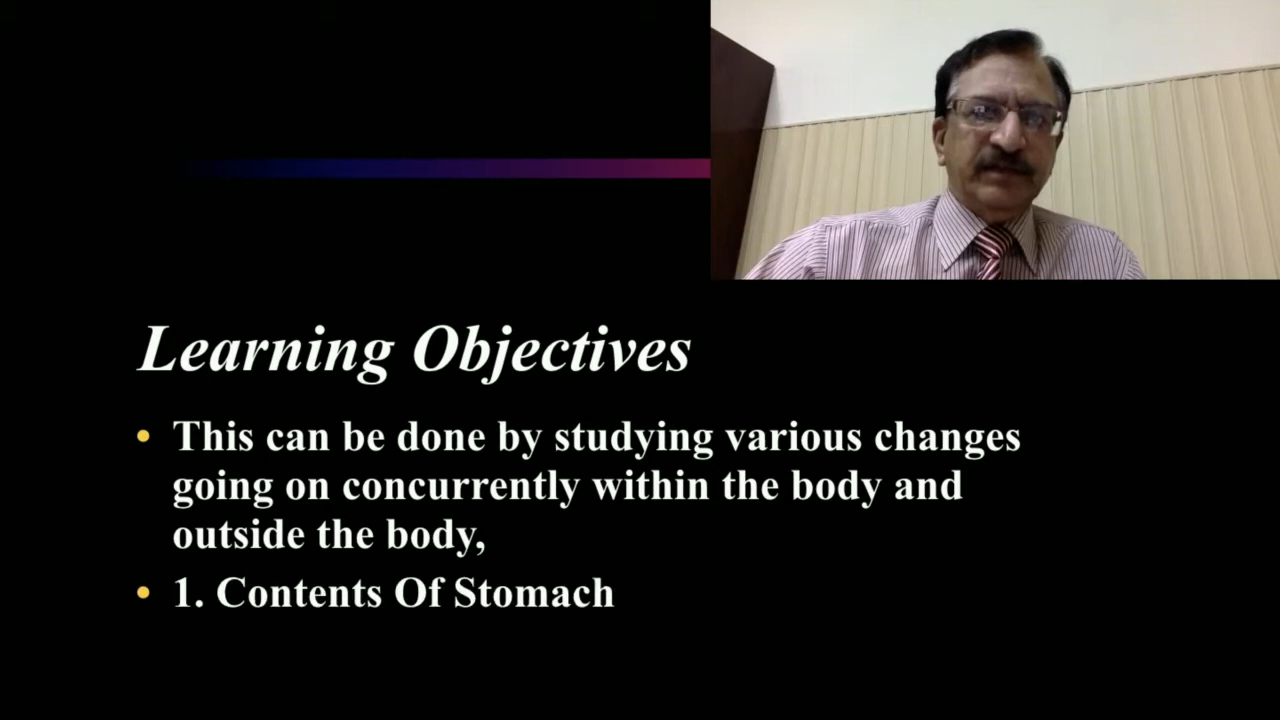 Learning Objectives
• This can be done by studying various changes
going on concurrently within the body and
outside the body,
• 1. Contents Of Stomach